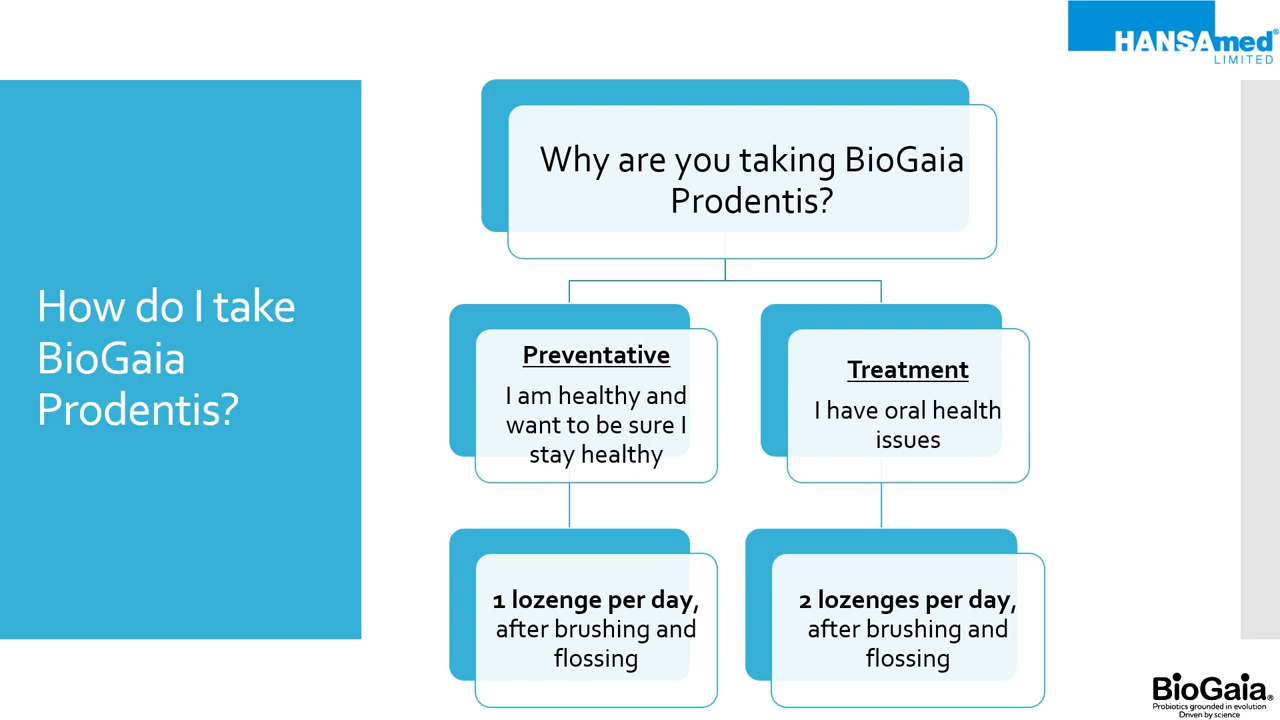 HANSAmed®
LIMITED
How do I take
BioGaia
Prodentis?
Why are you taking BioGaia
Prodentis?
Preventative
I am healthy and
want to be sure I
stay healthy
Treatment
I have oral health
issues
1 lozenge per day,
after brushing and
flossing
2 lozenges per day,
after brushing and
flossing
BioGaia®
Probiotics grounded in evolution
Driven by science